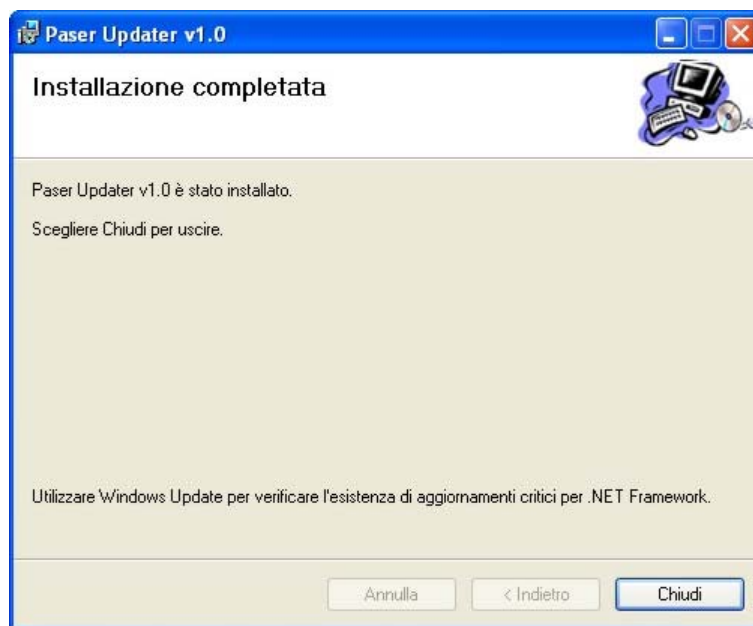 Paser Updater v1.0
Installazione completata
Paser Updater v1.0 è stato installato.
Scegliere Chiudi per uscire.
Utilizzare Windows Update per verificare l'esistenza di aggiornamenti critici per .NET Framework.
Annulla
< Indietro
Chiudi